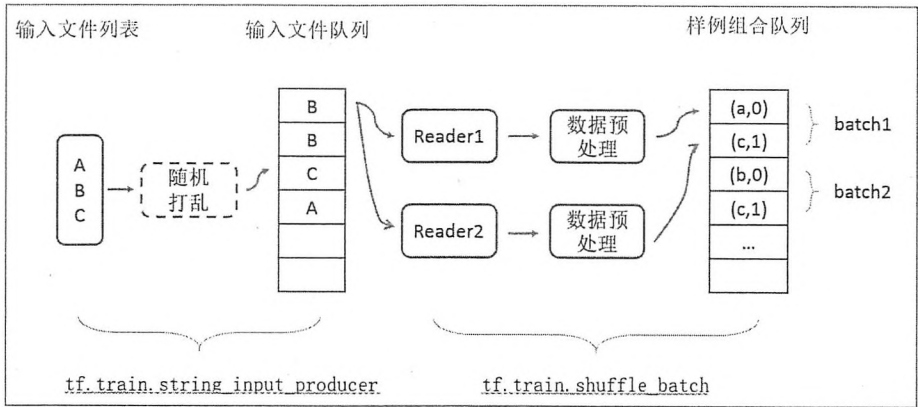 输入文件列表
输入文件队列
样例组合队列
A
B
C
随机
打乱
B
B
C
A
Reader1
数据预
处理
Reader2
数据预
处理
(a,0)
(c,1)
(b,0)
(c,1)
...
batch1
batch2
tf.train.string_input_producer
tf.train.shuffle_batch